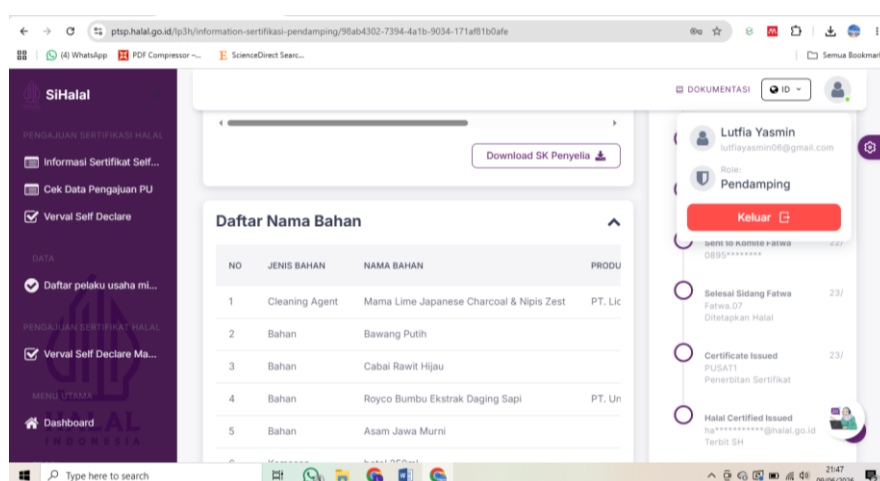 ptsp.halal.go.id/lp3h/information-sertifikasi-pendamping/98ab4302-7394-4a1b-9034-171af81b0afe
(4) WhatsApp
PDF Compressor –...
ScienceDirect Searc...
Semua Bookmark
SiHalal
PENGAJUAN SERTIFIKASI HALAL
Informasi Sertifikat Self...
Cek Data Pengajuan PU
Verval Self Declare
DATA
Daftar pelaku usaha mi...
PENGAJUAN SERTIFIKAT HALAL
Verval Self Declare Ma...
MENU UTAMA
Dashboard
HALAL
INDONESIA
DOKUMENTASI
ID
Lutfia Yasmin
lutfiayasmin06@gmail.com
Role:
Pendamping
Keluar
Download SK Penyelia
Daftar Nama Bahan
NO JENIS BAHAN NAMA BAHAN PRODU
1 Cleaning Agent Mama Lime Japanese Charcoal & Nipis Zest PT. Lic
2 Bahan Bawang Putih
3 Bahan Cabai Rawit Hijau
4 Bahan Royco Bumbu Ekstrak Daging Sapi PT. Un
5 Bahan Asam Jawa Murni
Sent to Komite Fatwa
0895********
Selesai Sidang Fatwa 23/
Fatwa.07
Ditetapkan Halal
Certificate Issued 23/
PUSAT1
Penerbitan Sertifikat
Halal Certified Issued
ha***********@halal.go.id
Terbit SH
Type here to search
21:47